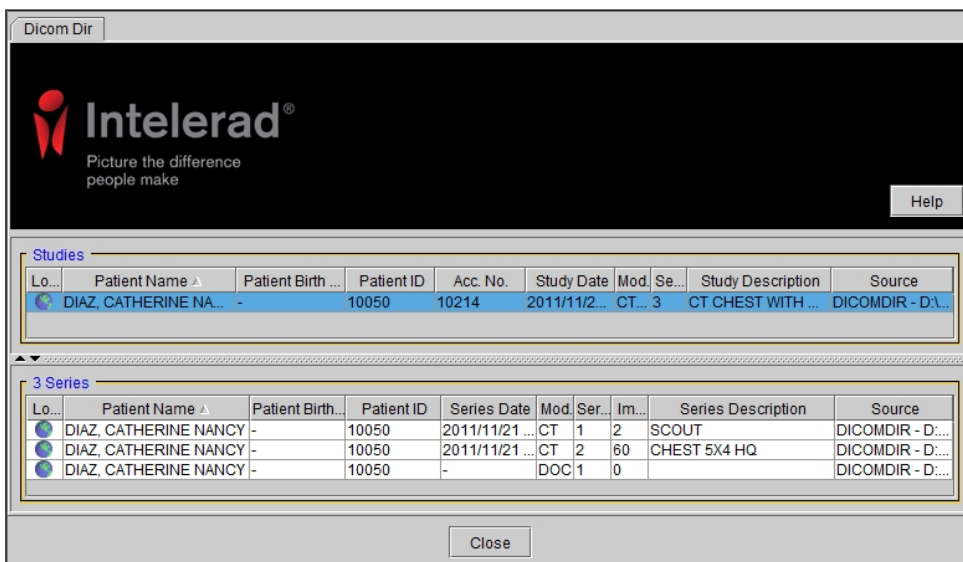 Dicom Dir
Intelerad®
Picture the difference
people make
Help
Studies
Lo... Patient Name Patient Birth ... Patient ID Acc. No. Study Date Mod. Se... Study Description Source
DIAZ, CATHERINE NA... - 10050 10214 2011/11/2... CT... 3 CT CHEST WITH ... DICOMDIR - D:\...
3 Series
Lo... Patient Name Patient Birth... Patient ID Series Date Mod. Ser... Im... Series Description Source
DIAZ, CATHERINE NANCY - 10050 2011/11/21 ... CT 1 2 SCOUT DICOMDIR - D:...
DIAZ, CATHERINE NANCY - 10050 2011/11/21 ... CT 2 60 CHEST 5X4 HQ DICOMDIR - D:...
DIAZ, CATHERINE NANCY - 10050 - DOC 1 0 DICOMDIR - D:...
Close